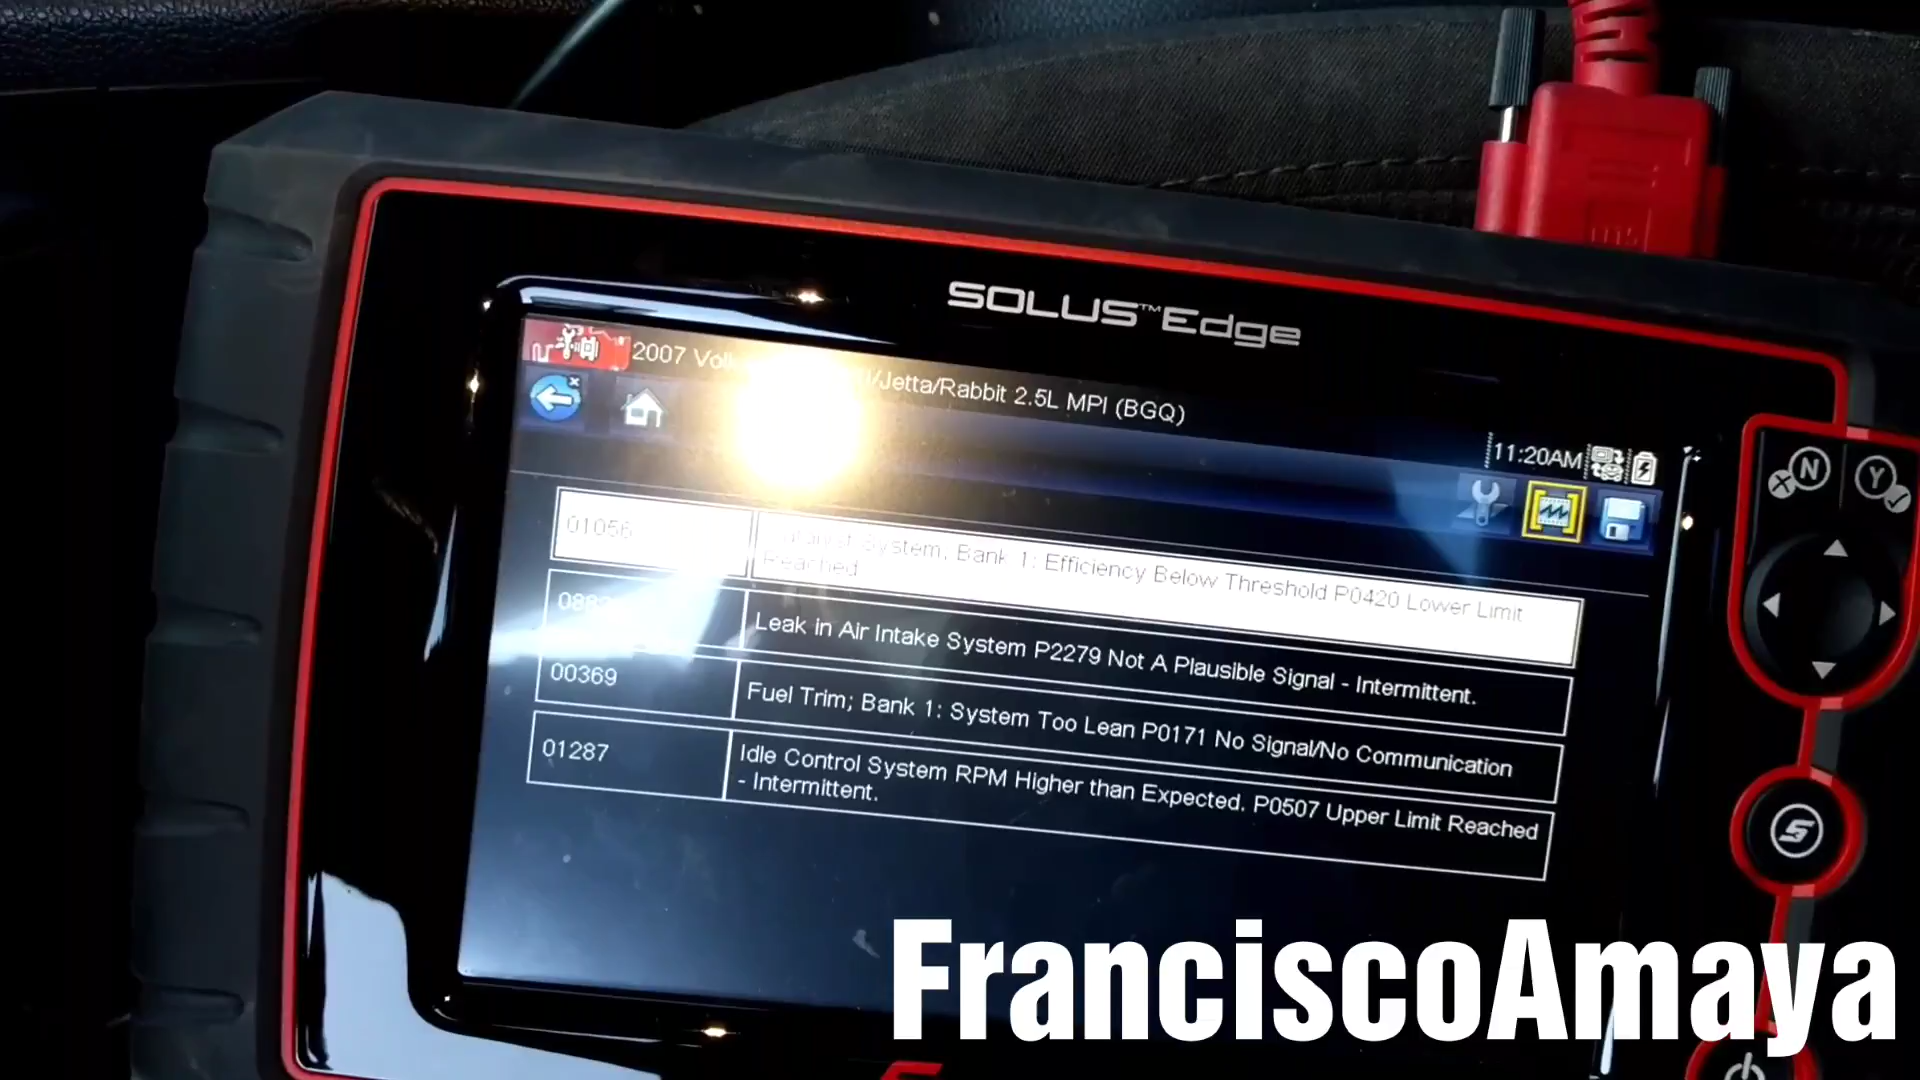 SOLUS™Edge
2007 /Jetta/Rabbit 2.5L MPI (BGQ)
11:20AM
N
Y
01056
System, Bank 1: Efficiency Below Threshold P0420 Lower Limit
Reached
Leak in Air Intake System P2279 Not A Plausible Signal - Intermittent.
00369
Fuel Trim; Bank 1: System Too Lean P0171 No Signal/No Communication
01287
Idle Control System RPM Higher than Expected. P0507 Upper Limit Reached
- Intermittent.
FranciscoAmaya